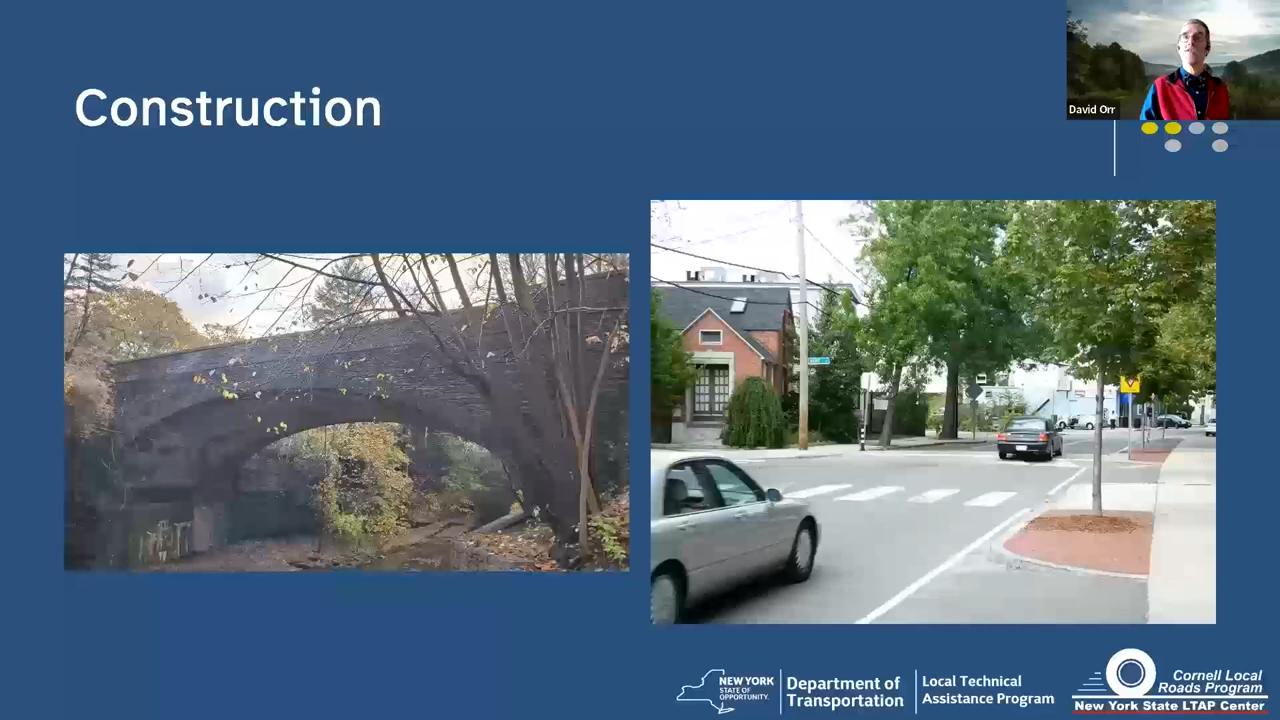 Construction
David Orr
NEW YORK
STATE OF
OPPORTUNITY.
Department of
Transportation
Local Technical
Assistance Program
Cornell Local
Roads Program
New York State LTAP Center